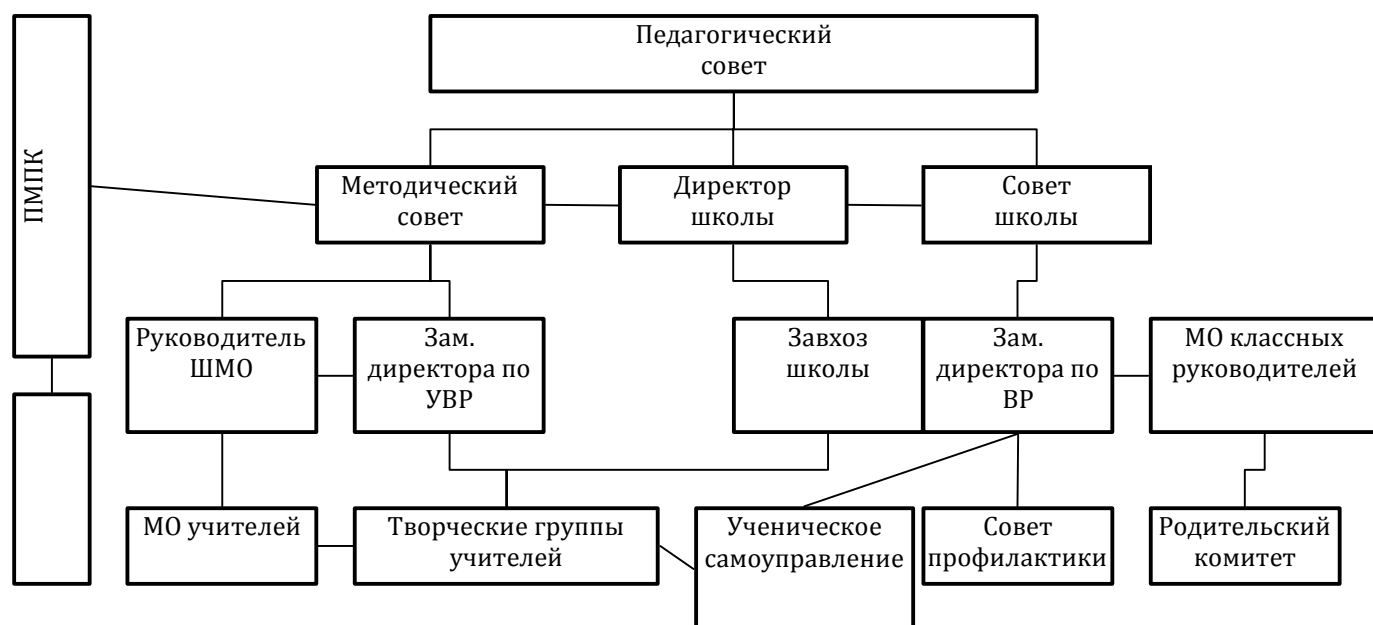 Педагогический
совет
ПМПК
Методический
совет
Директор
школы
Совет
школы
Руководитель
ШМО
Зам.
директора по
УВР
Завхоз
школы
Зам.
директора по
ВР
МО классных
руководителей
МО учителей
Творческие группы
учителей
Ученическое
самоуправление
Совет
профилактики
Родительский
комитет